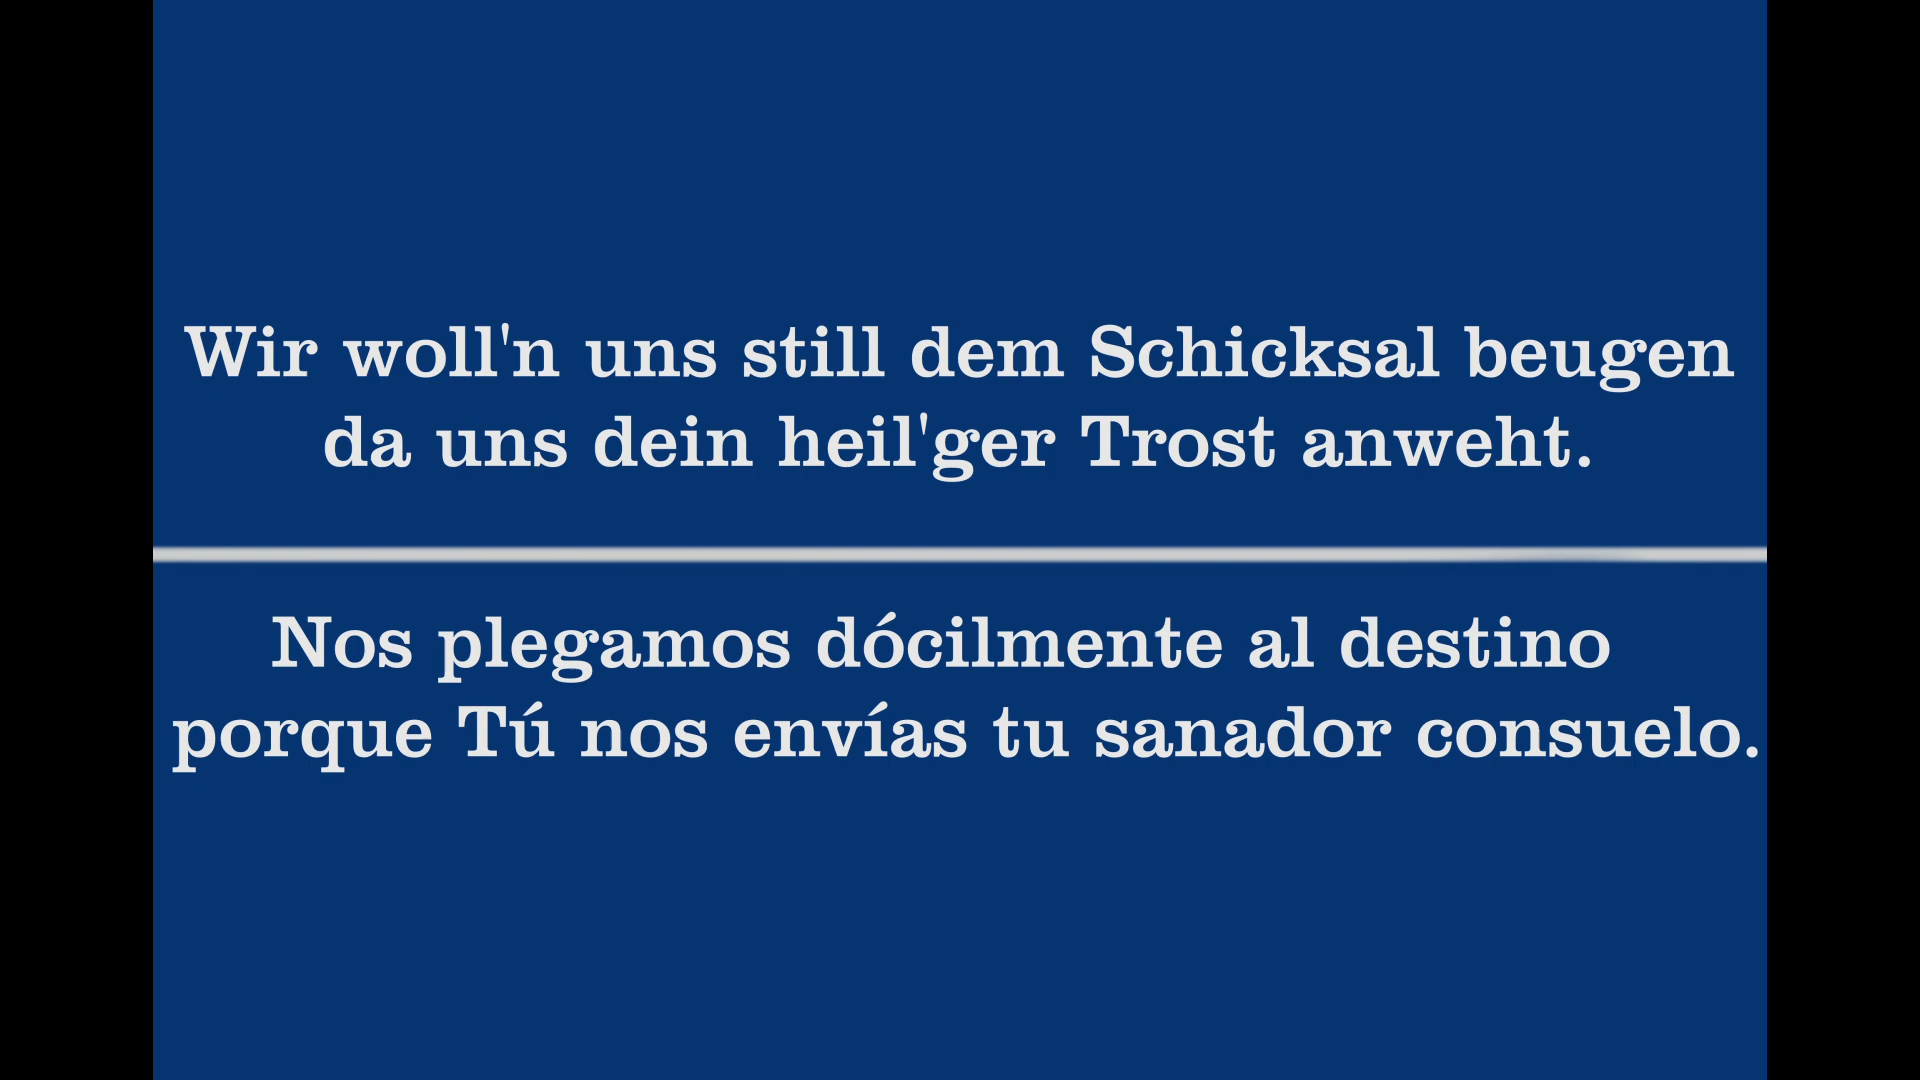 Wir woll'n uns still dem Schicksal beugen
da uns dein heil'ger Trost anweht.
Nos plegamos dócilmente al destino
porque Tú nos envías tu sanador consuelo.